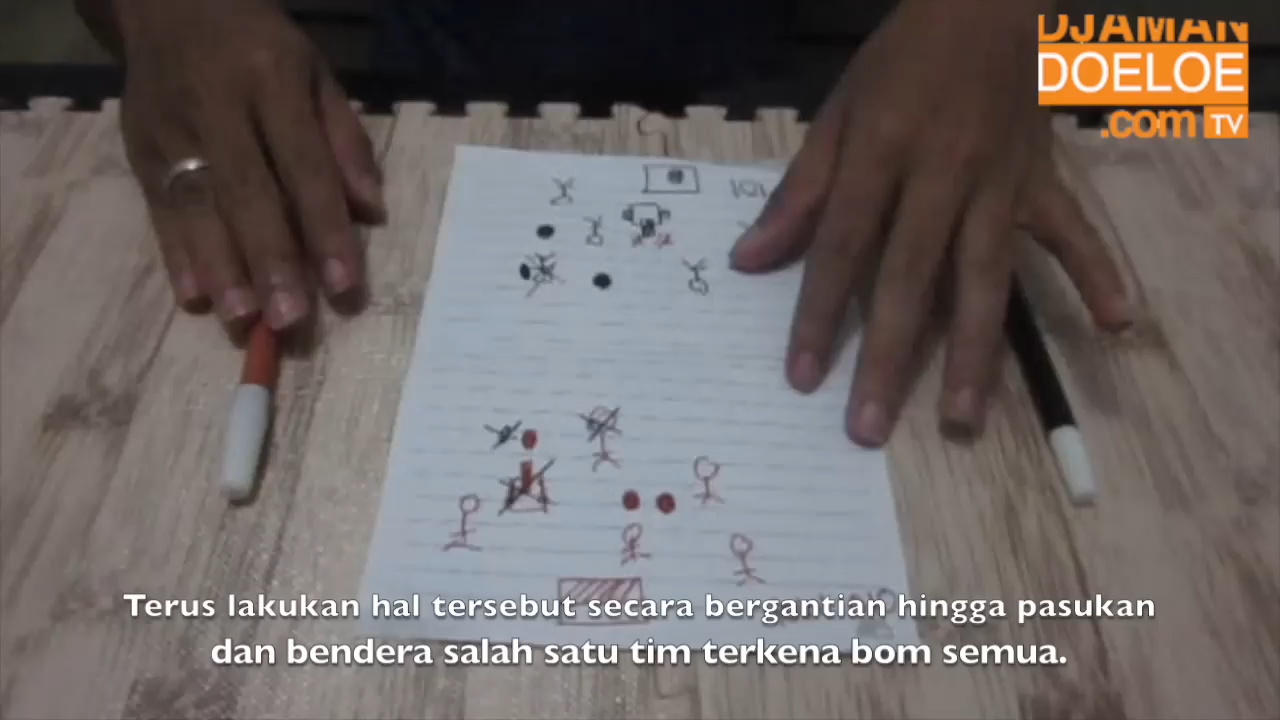 DJAMAN
DOELOE
.com TV
Terus lakukan hal tersebut secara bergantian hingga pasukan
dan bendera salah satu tim terkena bom semua.